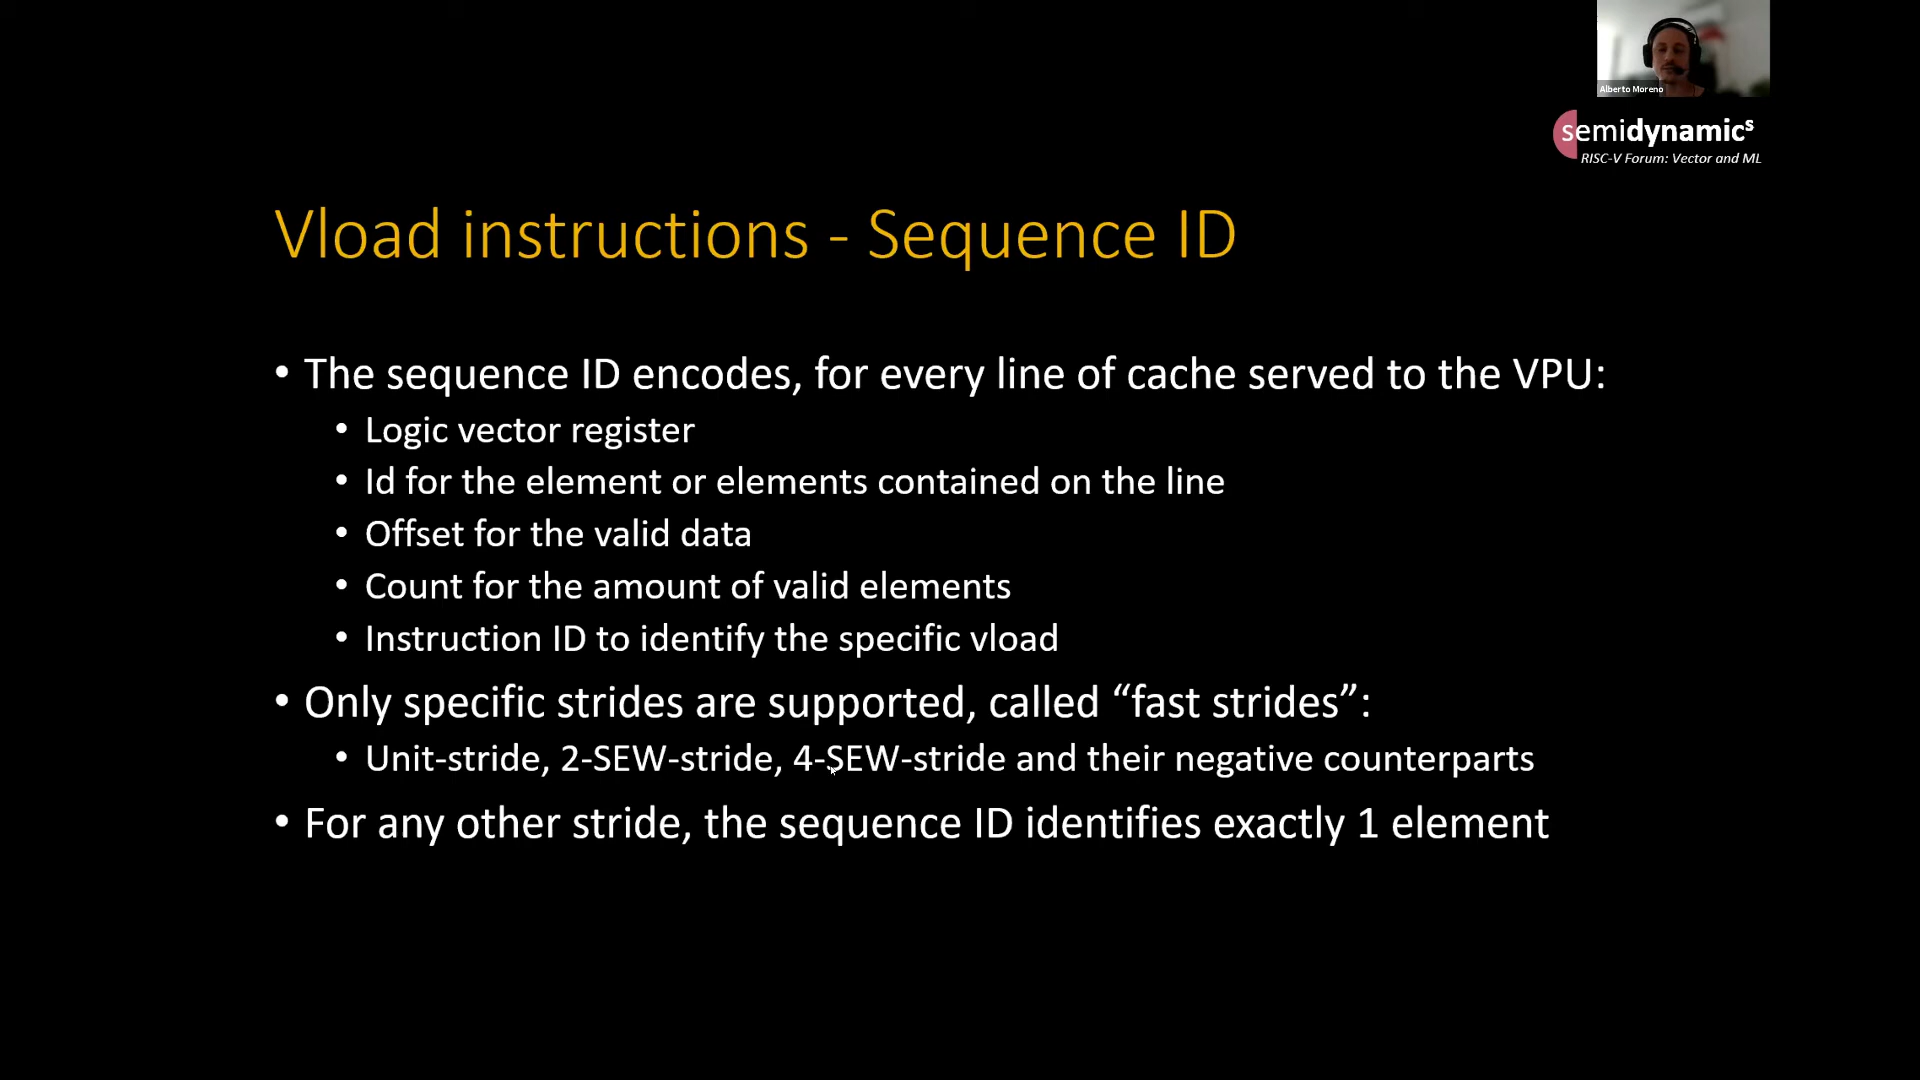 Alberto Moreno
semidynamicˢ
RISC-V Forum: Vector and ML
Vload instructions - Sequence ID
• The sequence ID encodes, for every line of cache served to the VPU:
• Logic vector register
• Id for the element or elements contained on the line
• Offset for the valid data
• Count for the amount of valid elements
• Instruction ID to identify the specific vload
• Only specific strides are supported, called “fast strides”:
• Unit-stride, 2-SEW-stride, 4-SEW-stride and their negative counterparts
• For any other stride, the sequence ID identifies exactly 1 element